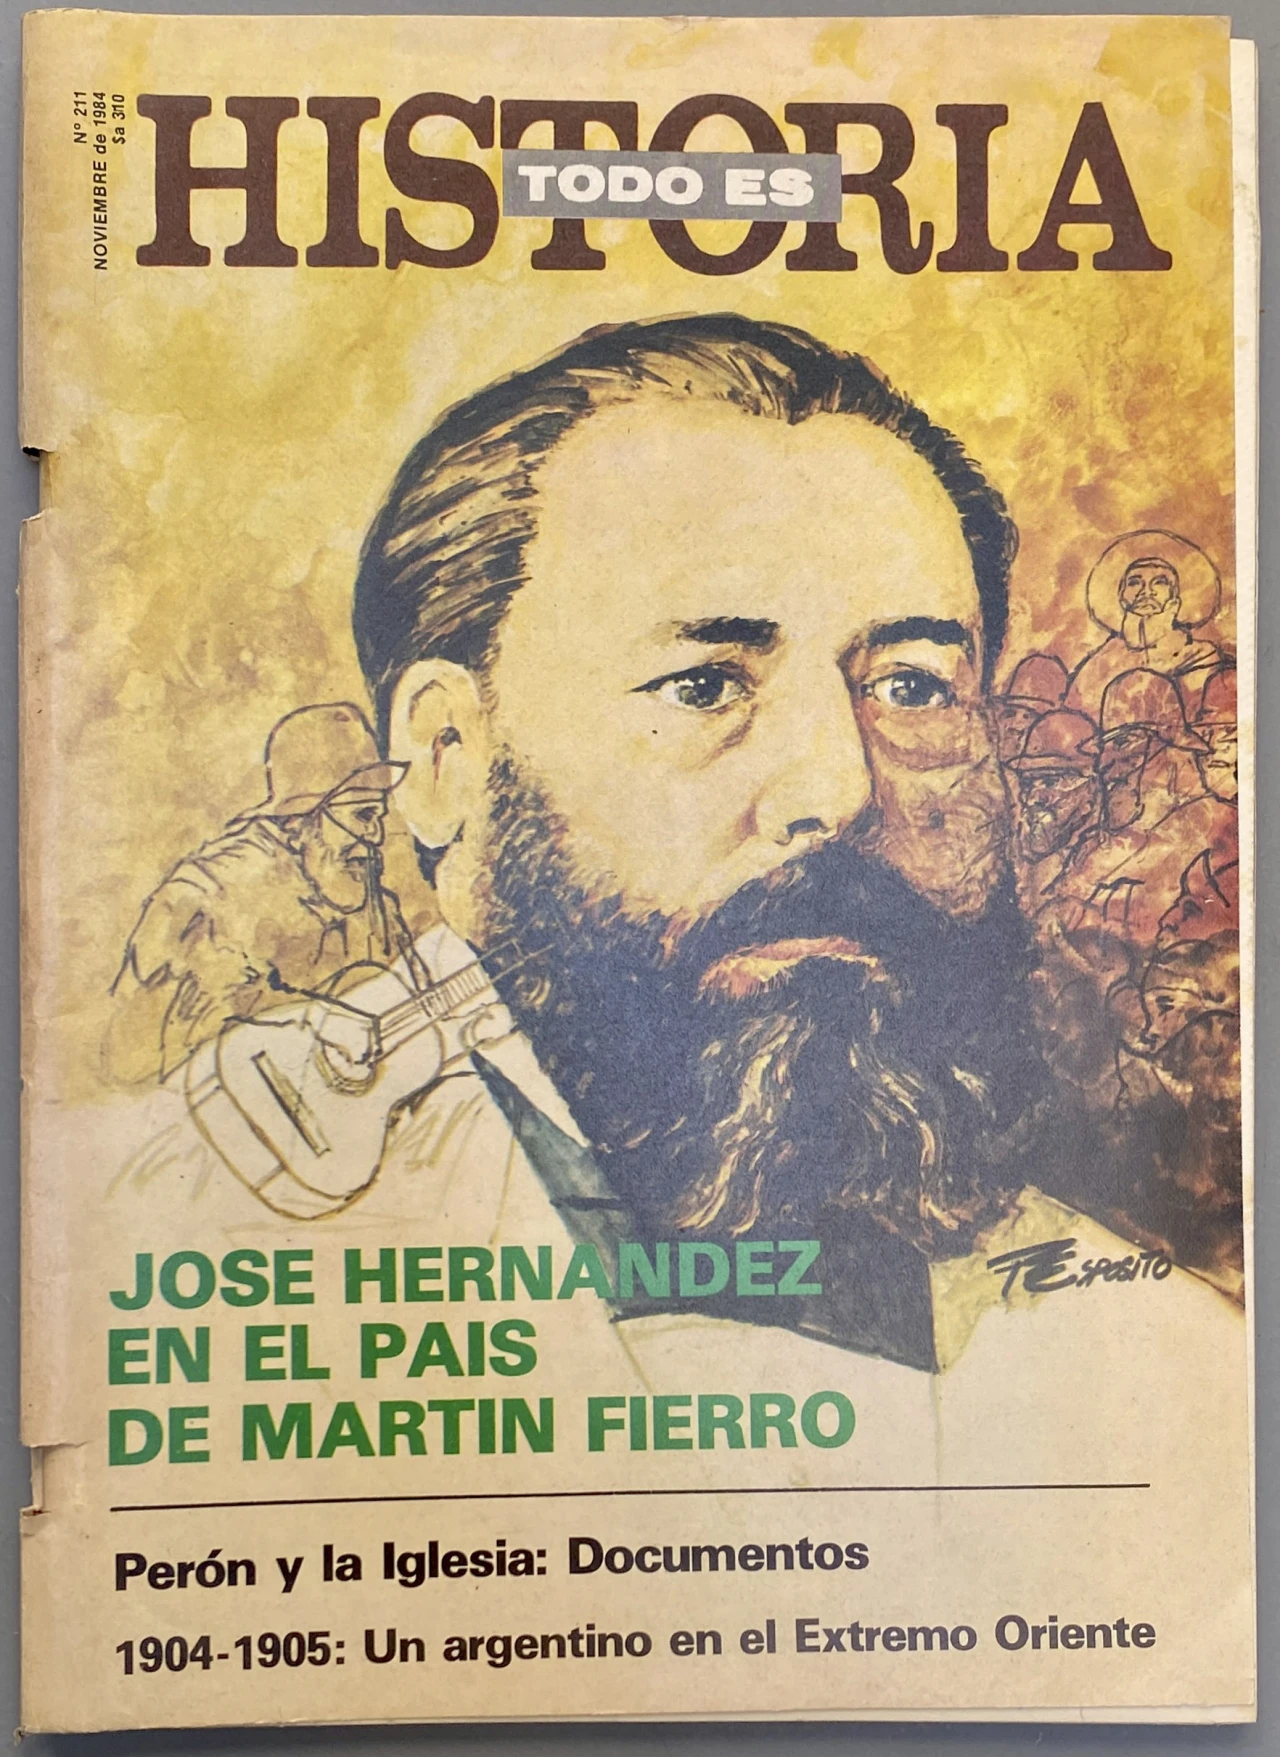 Nº 211
NOVIEMBRE de 1984
$a 310
HISTORIA
TODO ES
JOSE HERNANDEZ
EN EL PAIS
DE MARTIN FIERRO
ESPOSITO
Perón y la Iglesia: Documentos
1904-1905: Un argentino en el Extremo Oriente